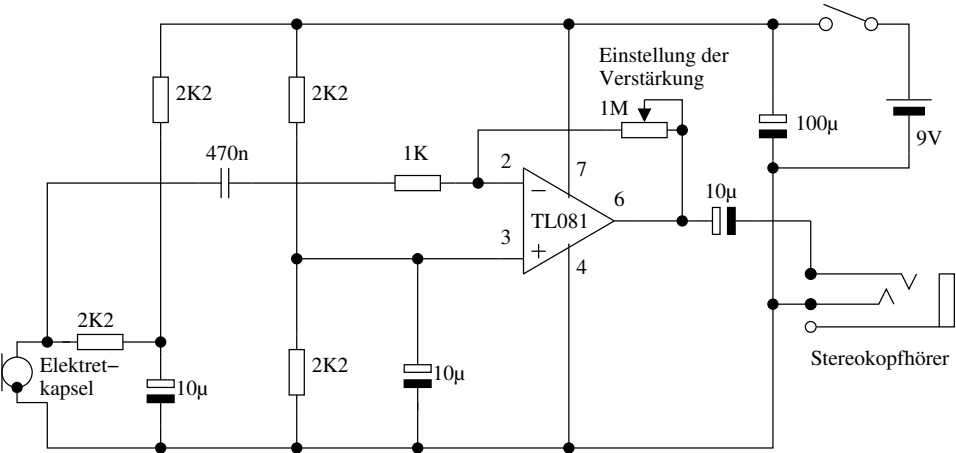 Einstellung der
Verstärkung
2K2
2K2
1M
100µ
9V
470n
1K
2
7
10µ
6
TL081
3
4
2K2
Elektret–
kapsel
10µ
2K2
10µ
Stereokopfhörer